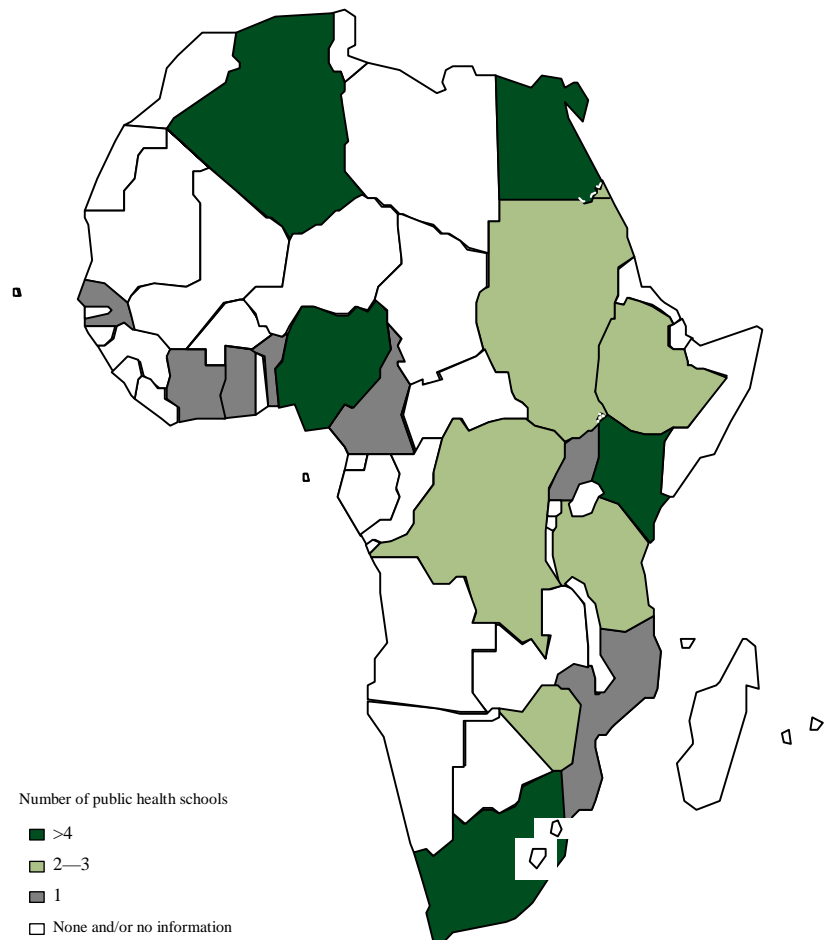 Number of public health schools
>4
2—3
1
None and/or no information